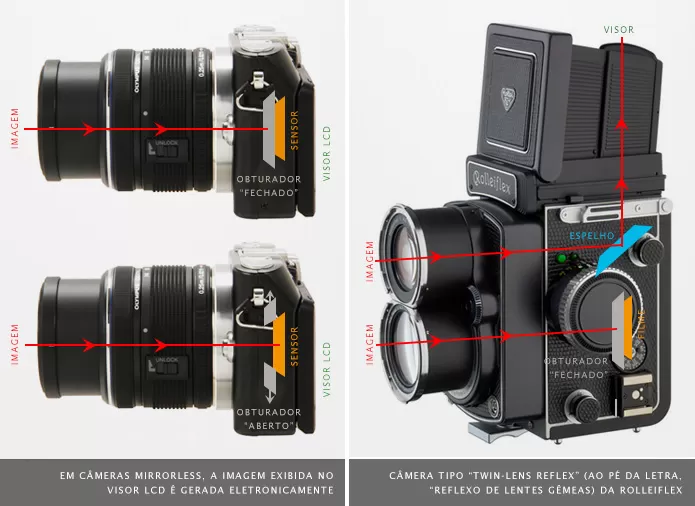 IMAGEM
SENSOR
VISOR LCD
UNLOCK
OBTURADOR
"FECHADO"
IMAGEM
SENSOR
VISOR LCD
UNLOCK
OBTURADOR
"ABERTO"
EM CÂMERAS MIRRORLESS, A IMAGEM EXIBIDA NO
VISOR LCD É GERADA ELETRONICAMENTE
VISOR
Rolleiflex
ESPELHO
IMAGEM
IMAGEM
FILME
OBTURADOR
"FECHADO"
CÂMERA TIPO "TWIN-LENS REFLEX" (AO PÉ DA LETRA,
"REFLEXO DE LENTES GÊMEAS) DA ROLLEIFLEX